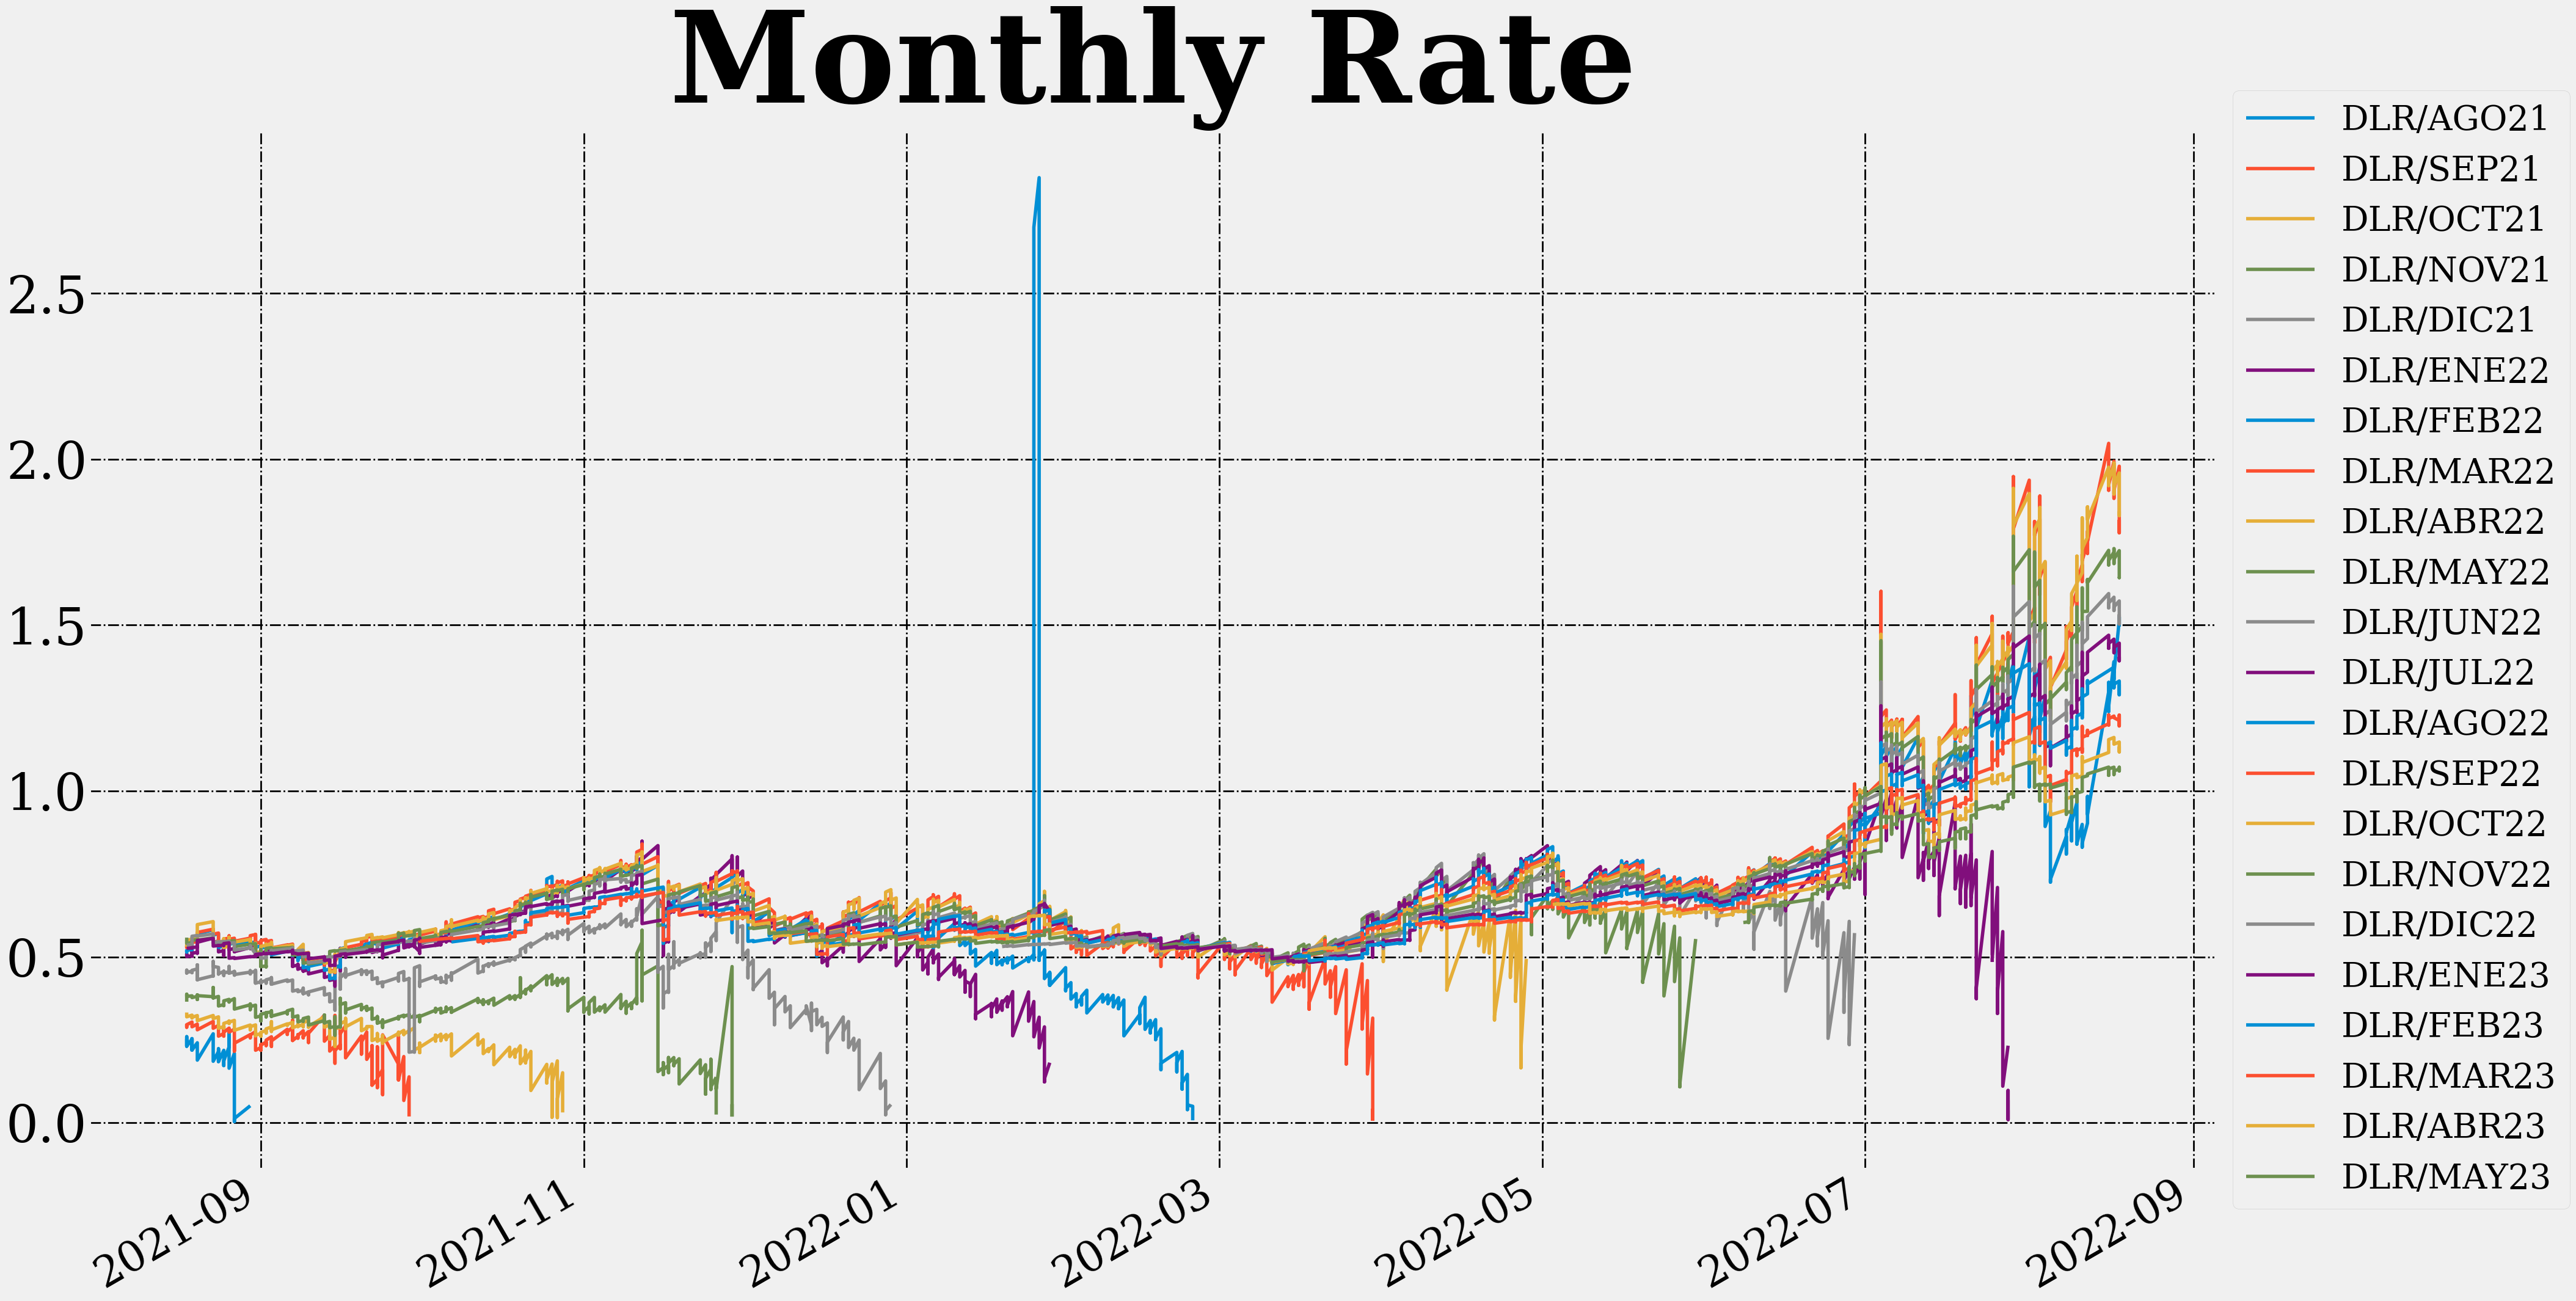 Monthly Rate
2.5
2.0
1.5
1.0
0.5
0.0
2021-09
2021-11
2022-01
2022-03
2022-05
2022-07
2022-09
DLR/AGO21
DLR/SEP21
DLR/OCT21
DLR/NOV21
DLR/DIC21
DLR/ENE22
DLR/FEB22
DLR/MAR22
DLR/ABR22
DLR/MAY22
DLR/JUN22
DLR/JUL22
DLR/AGO22
DLR/SEP22
DLR/OCT22
DLR/NOV22
DLR/DIC22
DLR/ENE23
DLR/FEB23
DLR/MAR23
DLR/ABR23
DLR/MAY23